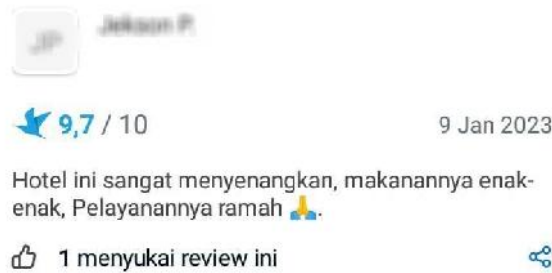 9,7 / 10
9 Jan 2023
Hotel ini sangat menyenangkan, makanannya enak-
enak, Pelayanannya ramah 🙏.
1 menyukai review ini